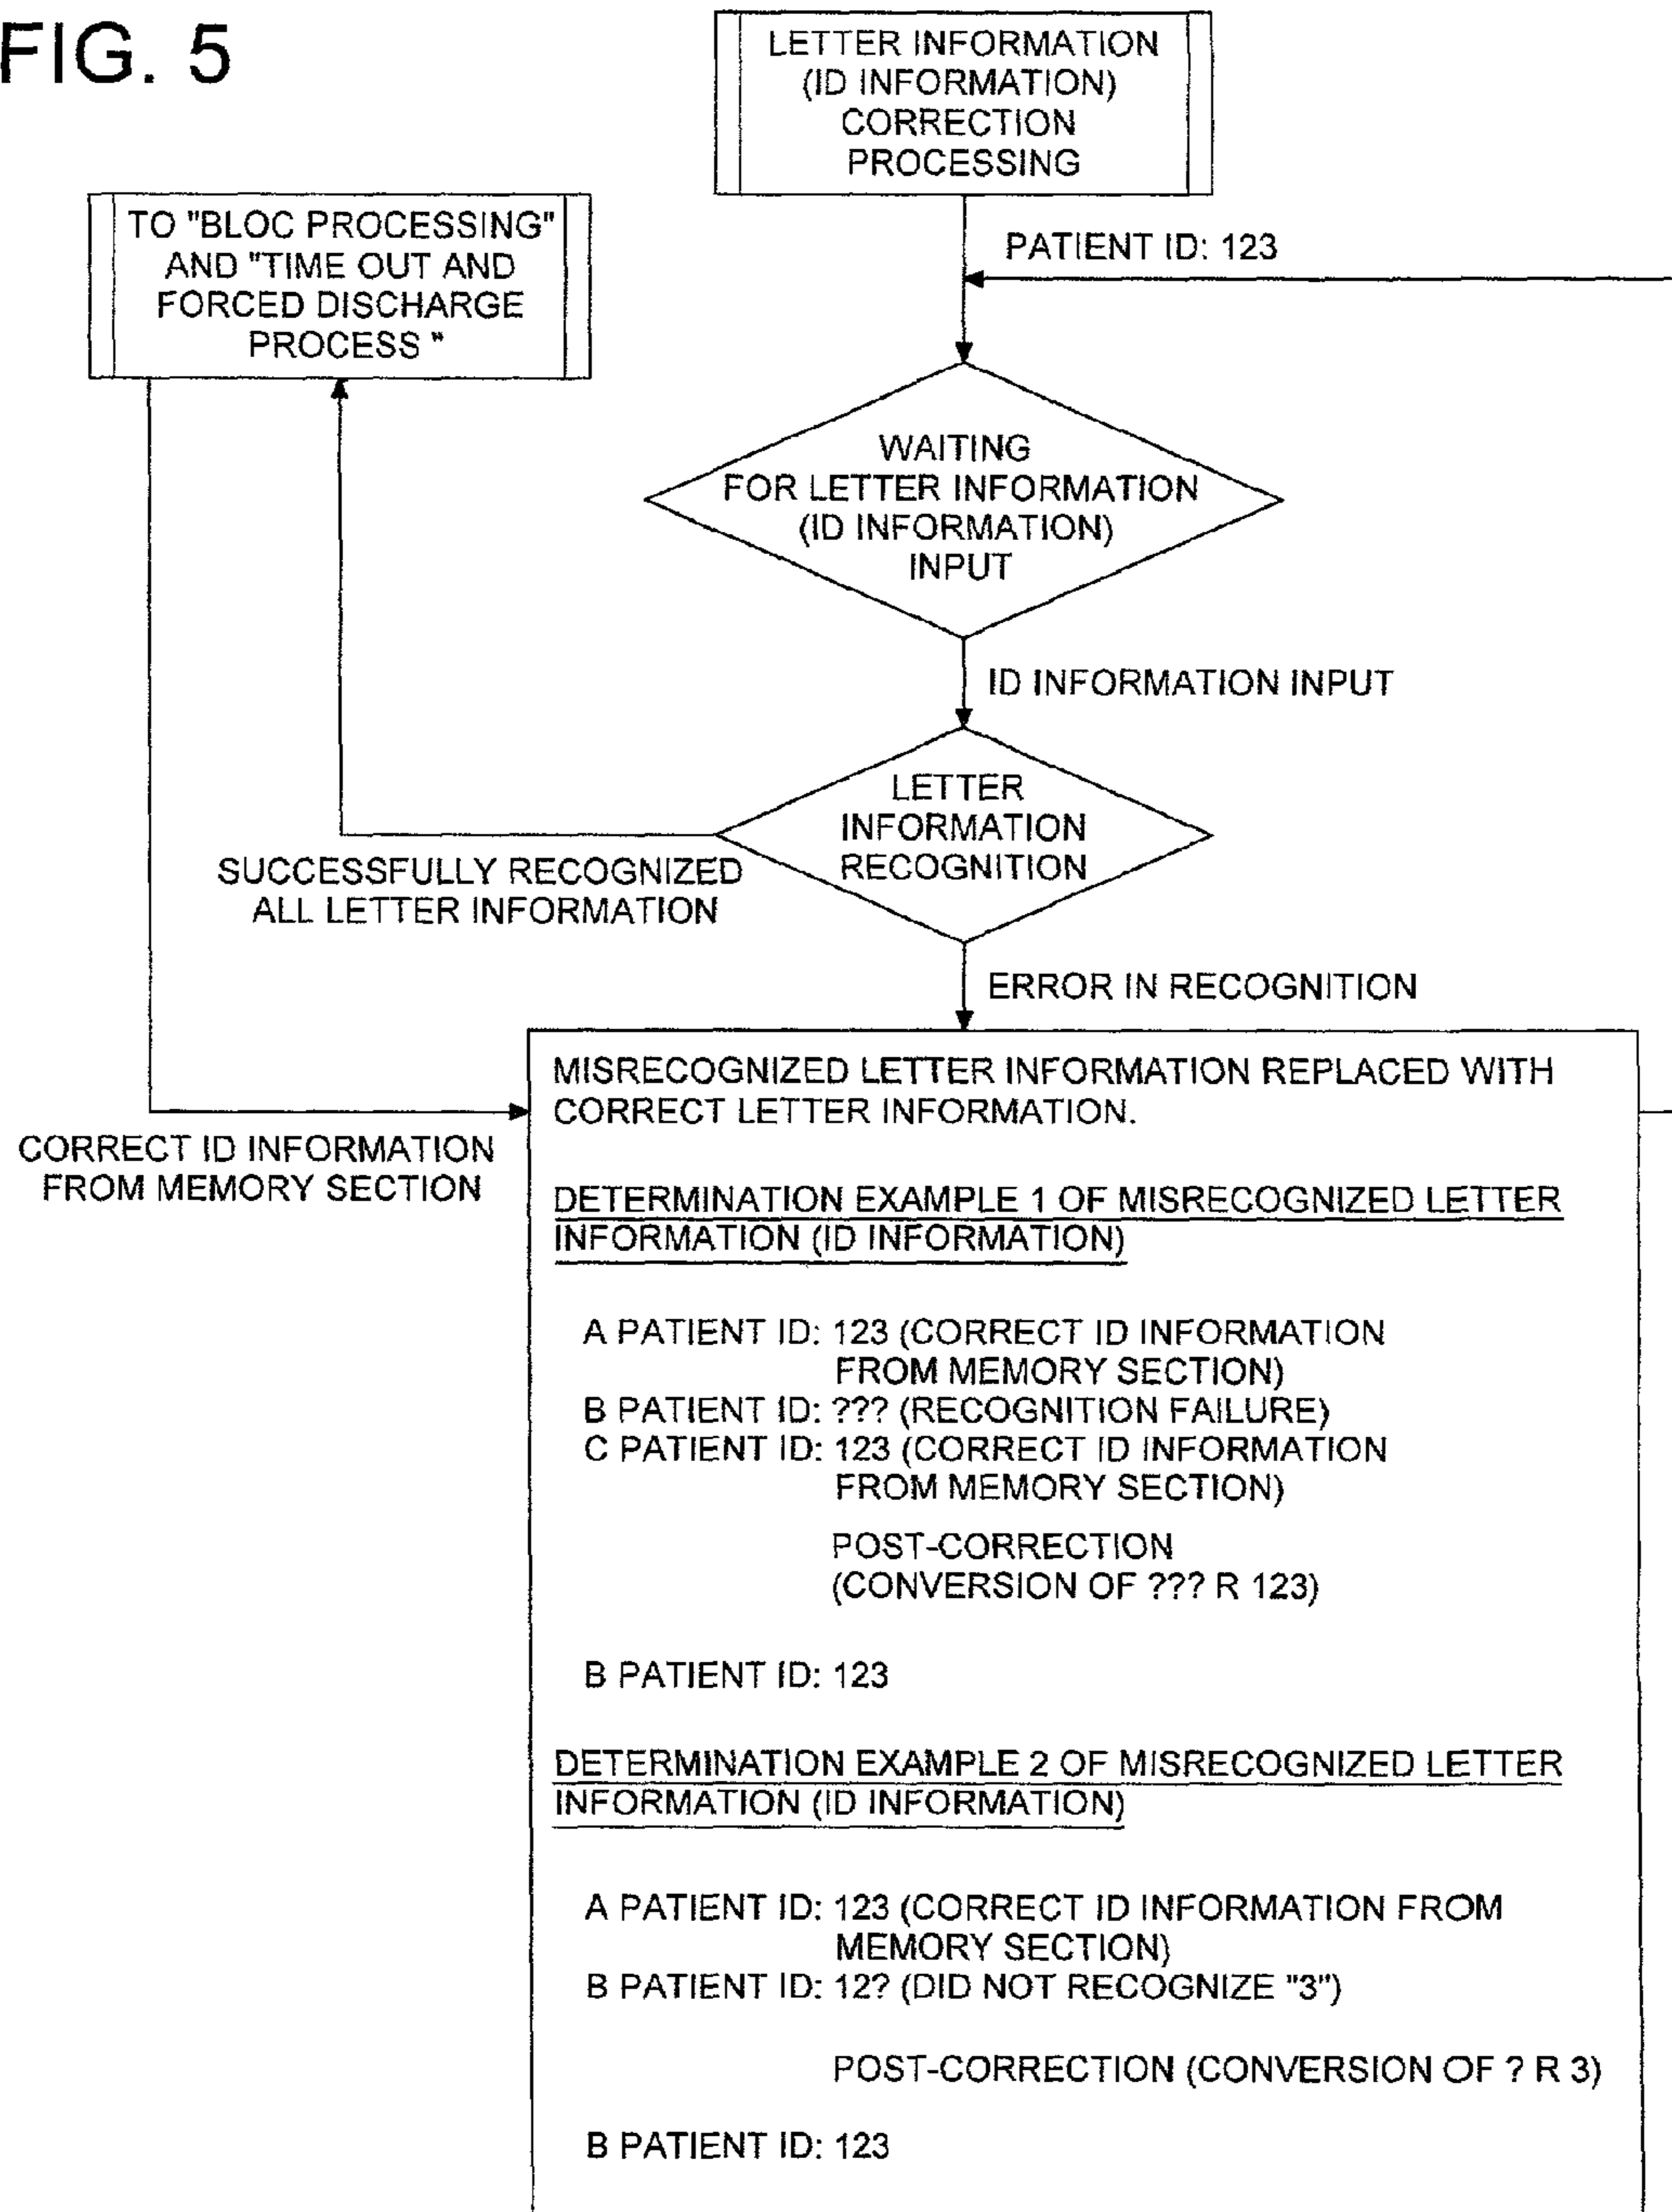 FIG. 5
LETTER INFORMATION
(ID INFORMATION)
CORRECTION
PROCESSING
TO "BLOC PROCESSING"
AND "TIME OUT AND
FORCED DISCHARGE
PROCESS "
PATIENT ID: 123
WAITING
FOR LETTER INFORMATION
(ID INFORMATION)
INPUT
ID INFORMATION INPUT
LETTER
INFORMATION
RECOGNITION
SUCCESSFULLY RECOGNIZED
ALL LETTER INFORMATION
ERROR IN RECOGNITION
CORRECT ID INFORMATION
FROM MEMORY SECTION
MISRECOGNIZED LETTER INFORMATION REPLACED WITH
CORRECT LETTER INFORMATION.
DETERMINATION EXAMPLE 1 OF MISRECOGNIZED LETTER
INFORMATION (ID INFORMATION)
A PATIENT ID: 123 (CORRECT ID INFORMATION
FROM MEMORY SECTION)
B PATIENT ID: ??? (RECOGNITION FAILURE)
C PATIENT ID: 123 (CORRECT ID INFORMATION
FROM MEMORY SECTION)
POST-CORRECTION
(CONVERSION OF ??? R 123)
B PATIENT ID: 123
DETERMINATION EXAMPLE 2 OF MISRECOGNIZED LETTER
INFORMATION (ID INFORMATION)
A PATIENT ID: 123 (CORRECT ID INFORMATION FROM
MEMORY SECTION)
B PATIENT ID: 12? (DID NOT RECOGNIZE "3")
POST-CORRECTION (CONVERSION OF ? R 3)
B PATIENT ID: 123